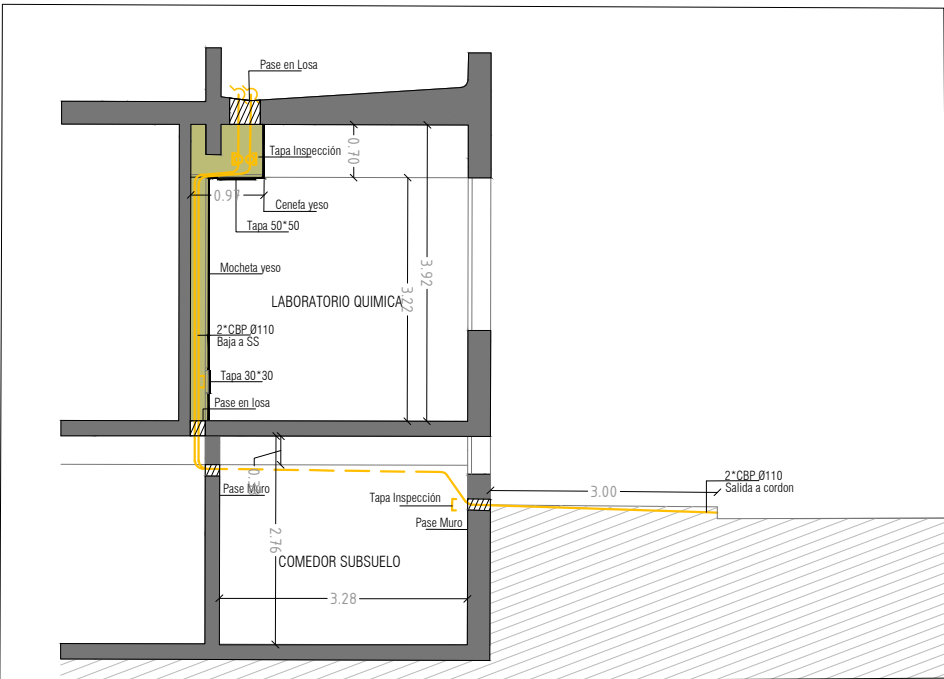 Pase en Losa
Tapa Inspección
0.70
0.97
Cenefa yeso
Tapa 50*50
Mocheta yeso
3.92
3.22
LABORATORIO QUIMICA
2*CBP Ø110
Baja a SS
Tapa 30*30
Pase en losa
Pase Muro
2.76
Tapa Inspección
Pase Muro
3.00
2*CBP Ø110
Salida a cordon
COMEDOR SUBSUELO
3.28